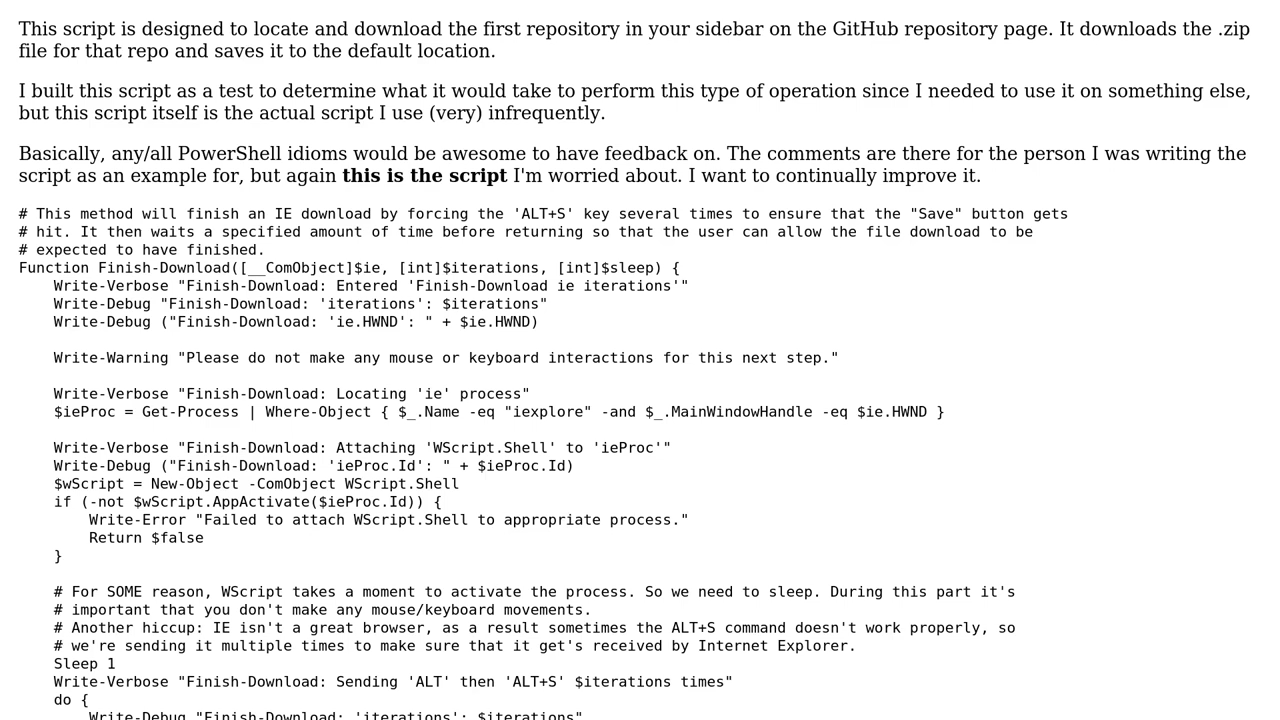 This script is designed to locate and download the first repository in your sidebar on the GitHub repository page. It downloads the .zip
file for that repo and saves it to the default location.
I built this script as a test to determine what it would take to perform this type of operation since I needed to use it on something else,
but this script itself is the actual script I use (very) infrequently.
Basically, any/all PowerShell idioms would be awesome to have feedback on. The comments are there for the person I was writing the
script as an example for, but again this is the script I'm worried about. I want to continually improve it.
# This method will finish an IE download by forcing the 'ALT+S' key several times to ensure that the "Save" button gets
# hit. It then waits a specified amount of time before returning so that the user can allow the file download to be
# expected to have finished.
Function Finish-Download([__ComObject]$ie, [int]$iterations, [int]$sleep) {
    Write-Verbose "Finish-Download: Entered 'Finish-Download ie iterations'"
    Write-Debug "Finish-Download: 'iterations': $iterations"
    Write-Debug ("Finish-Download: 'ie.HWND': " + $ie.HWND)
    Write-Warning "Please do not make any mouse or keyboard interactions for this next step."
    Write-Verbose "Finish-Download: Locating 'ie' process"
    $ieProc = Get-Process | Where-Object { $_.Name -eq "iexplore" -and $_.MainWindowHandle -eq $ie.HWND }
    Write-Verbose "Finish-Download: Attaching 'WScript.Shell' to 'ieProc'"
    Write-Debug ("Finish-Download: 'ieProc.Id': " + $ieProc.Id)
    $wScript = New-Object -ComObject WScript.Shell
    if (-not $wScript.AppActivate($ieProc.Id)) {
        Write-Error "Failed to attach WScript.Shell to appropriate process."
        Return $false
    }
    # For SOME reason, WScript takes a moment to activate the process. So we need to sleep. During this part it's
    # important that you don't make any mouse/keyboard movements.
    # Another hiccup: IE isn't a great browser, as a result sometimes the ALT+S command doesn't work properly, so
    # we're sending it multiple times to make sure that it get's received by Internet Explorer.
    Sleep 1
    Write-Verbose "Finish-Download: Sending 'ALT' then 'ALT+S' $iterations times"
    do {
        Write-Debug "Finish-Download: 'iterations': $iterations"